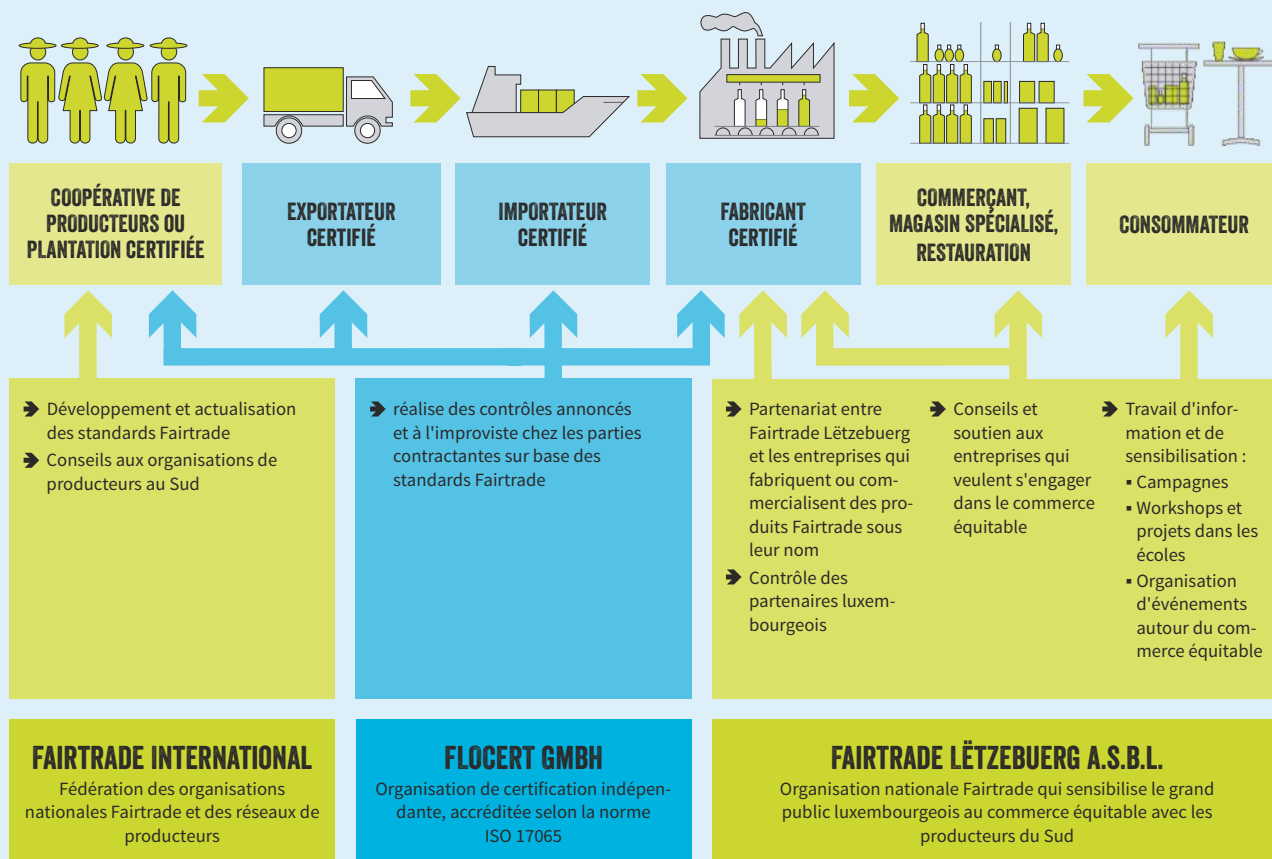 COOPÉRATIVE DE
PRODUCTEURS OU
PLANTATION CERTIFIÉE
EXPORTATEUR
CERTIFIÉ
IMPORTATEUR
CERTIFIÉ
FABRICANT
CERTIFIÉ
COMMERÇANT,
MAGASIN SPÉCIALISÉ,
RESTAURATION
CONSOMMATEUR
Développement et actualisation
des standards Fairtrade
Conseils aux organisations de
producteurs au Sud
réalise des contrôles annoncés
et à l'improviste chez les parties
contractantes sur base des
standards Fairtrade
Partenariat entre
Fairtrade Lëtzebuerg
et les entreprises qui
fabriquent ou com-
mercialisent des pro-
duits Fairtrade sous
leur nom
Contrôle des
partenaires luxem-
bourgeois
Conseils et
soutien aux
entreprises qui
veulent s'engager
dans le commerce
équitable
Travail d'infor-
mation et de
sensibilisation :
▪ Campagnes
▪ Workshops et
projets dans les
écoles
▪ Organisation
d'événements
autour du com-
merce équitable
FAIRTRADE INTERNATIONAL
Fédération des organisations
nationales Fairtrade et des réseaux de
producteurs
FLOCERT GMBH
Organisation de certification indépen-
dante, accréditée selon la norme
ISO 17065
FAIRTRADE LËTZEBUERG A.S.B.L.
Organisation nationale Fairtrade qui sensibilise le grand
public luxembourgeois au commerce équitable avec les
producteurs du Sud